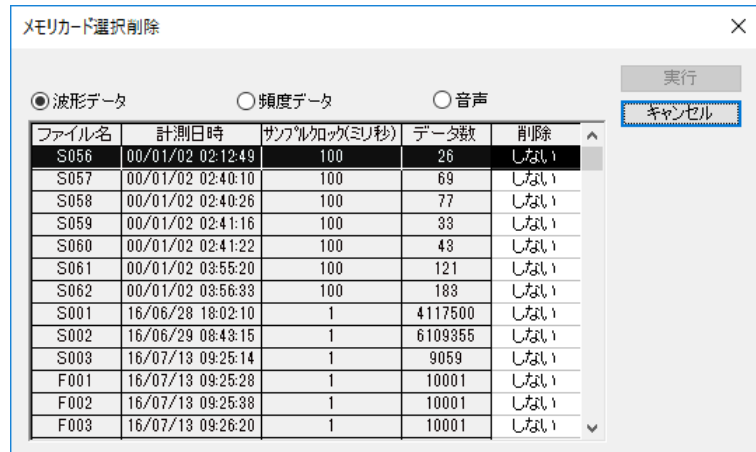 メモリカード選択削除
実行
波形データ 頻度データ 音声
キャンセル
ファイル名 計測日時 サンプルクロック(ミリ秒) データ数 削除
S056 00/01/02 02:12:49 100 26 しない
S057 00/01/02 02:40:10 100 69 しない
S058 00/01/02 02:40:26 100 77 しない
S059 00/01/02 02:41:16 100 33 しない
S060 00/01/02 02:41:22 100 43 しない
S061 00/01/02 03:55:20 100 121 しない
S062 00/01/02 03:56:33 100 183 しない
S001 16/06/28 18:02:10 1 4117500 しない
S002 16/06/29 08:43:15 1 6109355 しない
S003 16/07/13 09:25:14 1 9059 しない
F001 16/07/13 09:25:28 1 10001 しない
F002 16/07/13 09:25:38 1 10001 しない
F003 16/07/13 09:26:20 1 10001 しない